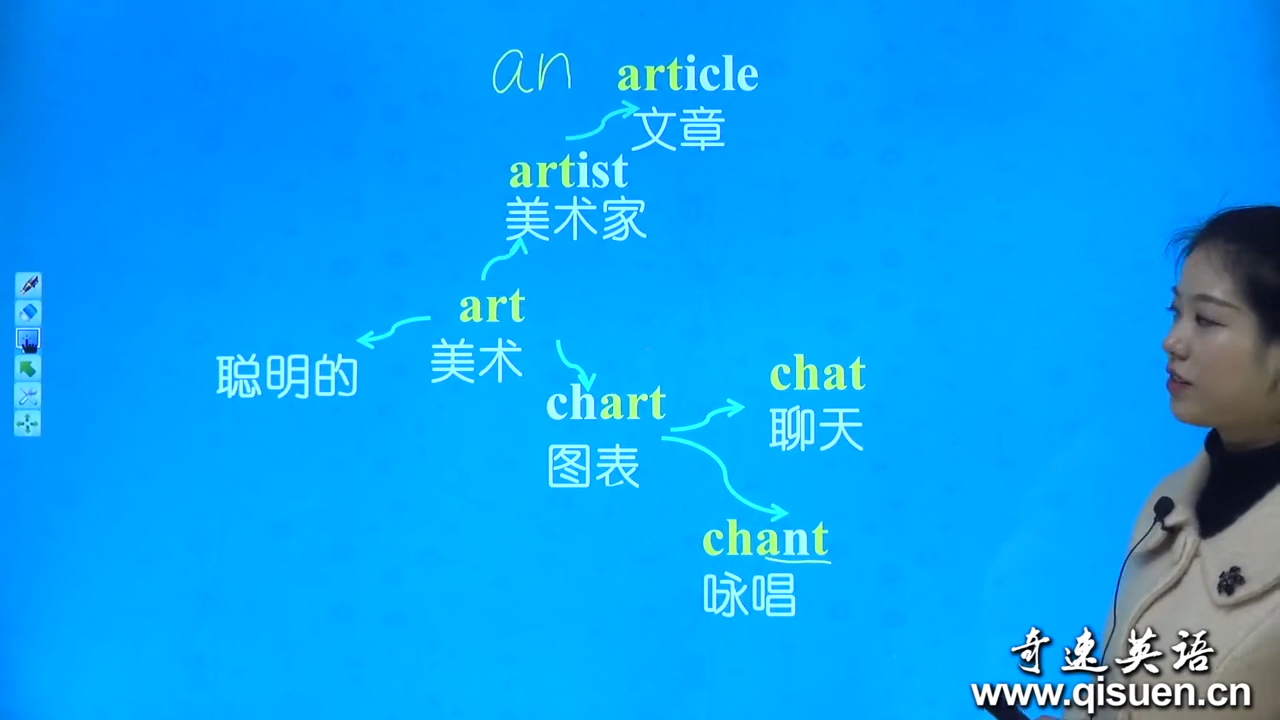 an article
文章
artist
美术家
art
美术
聪明的
chart
图表
chat
聊天
chant
咏唱
奇速英语
www.qisuen.cn